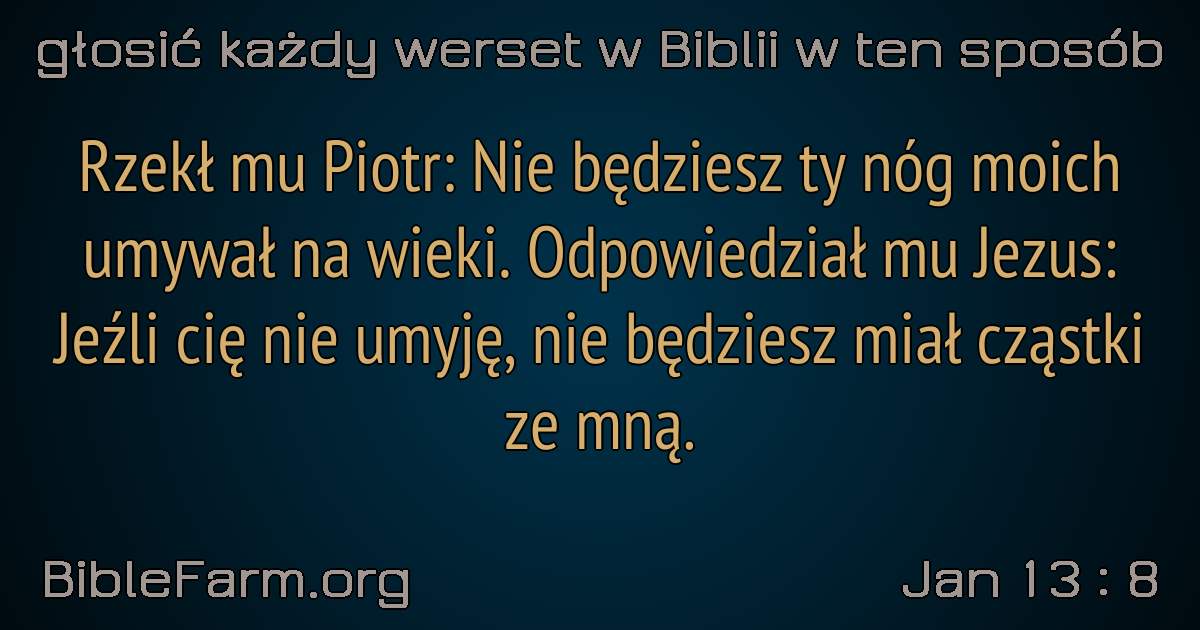 głosić każdy werset w Biblii w ten sposób
Rzekł mu Piotr: Nie będziesz ty nóg moich
umywał na wieki. Odpowiedział mu Jezus:
Jeźli cię nie umyję, nie będziesz miał cząstki
ze mną.
BibleFarm.org
Jan 13 : 8